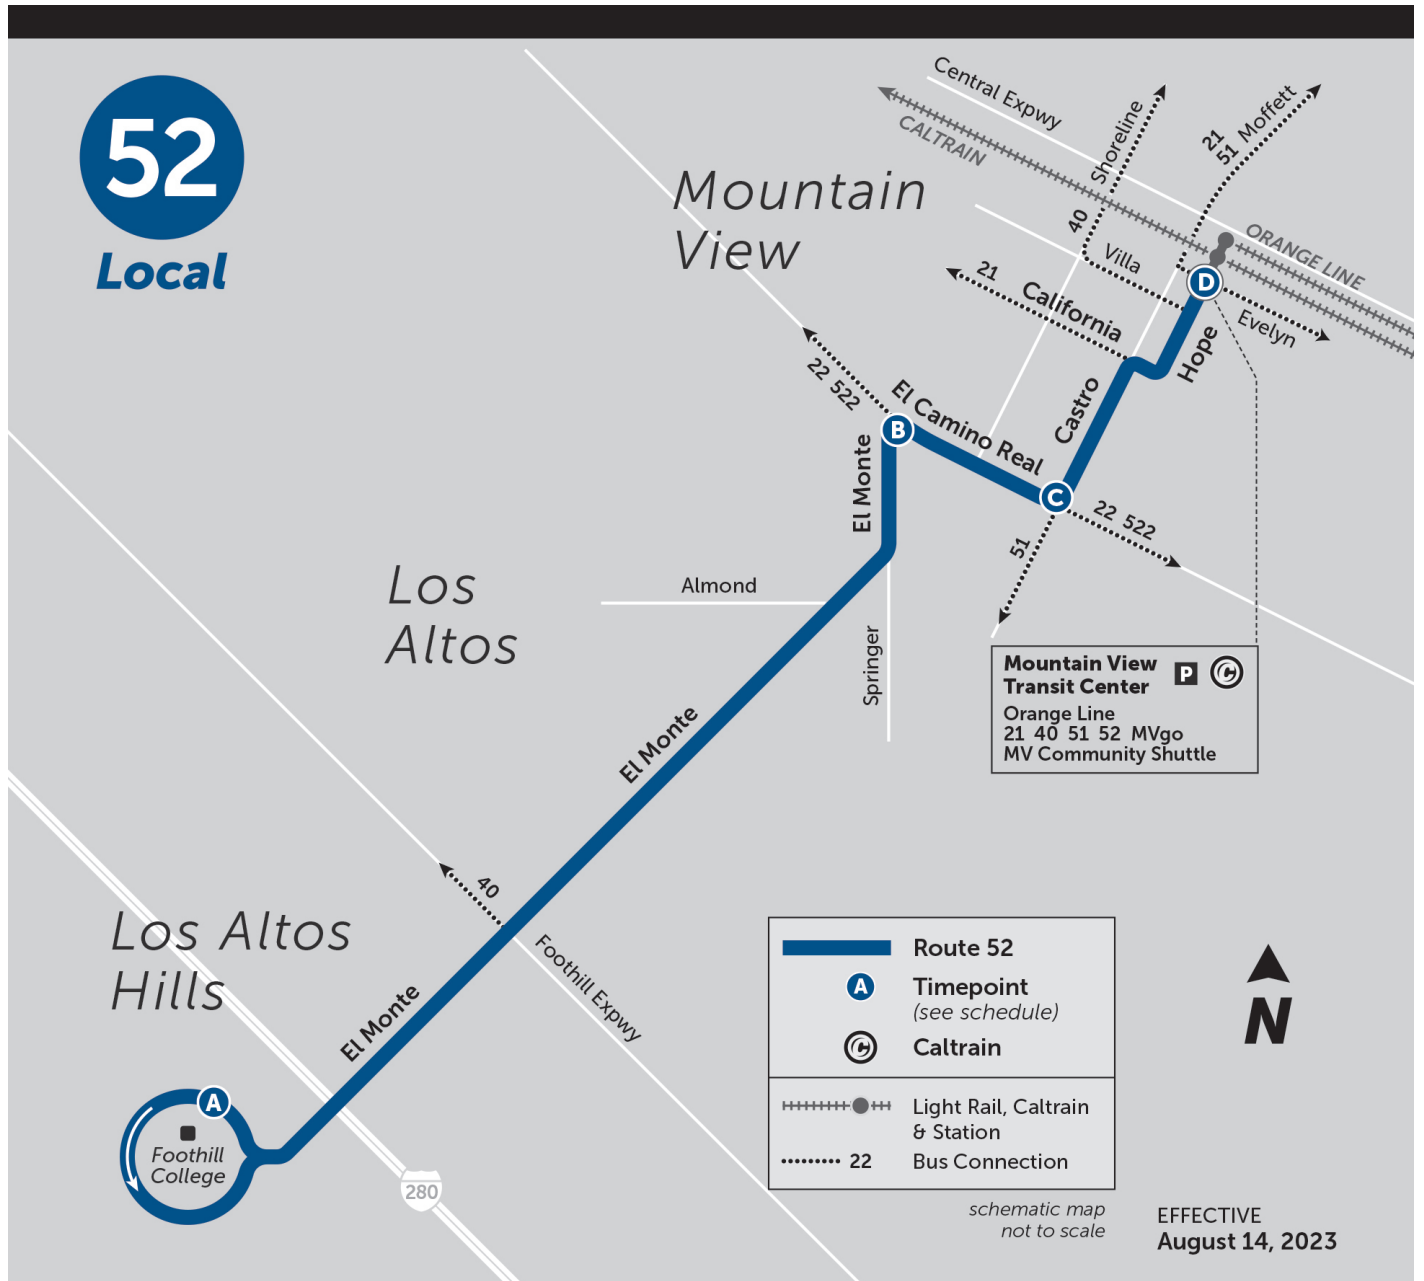 52
Local
Central Expwy
CALTRAIN
Shoreline
40
21
51 Moffett
ORANGE LINE
Mountain
View
Villa
21
California
D
Evelyn
Hope
22 522
B
El Camino Real
Castro
El Monte
C
22 522
51
Los
Altos
Almond
Springer
Mountain View
Transit Center
P
C
Orange Line
21 40 51 52 MVgo
MV Community Shuttle
El Monte
40
Los Altos
Hills
Foothill Expwy
El Monte
A
Foothill
College
280
Route 52
A
Timepoint
(see schedule)
C
Caltrain
Light Rail, Caltrain
& Station
22
Bus Connection
N
schematic map
not to scale
EFFECTIVE
August 14, 2023